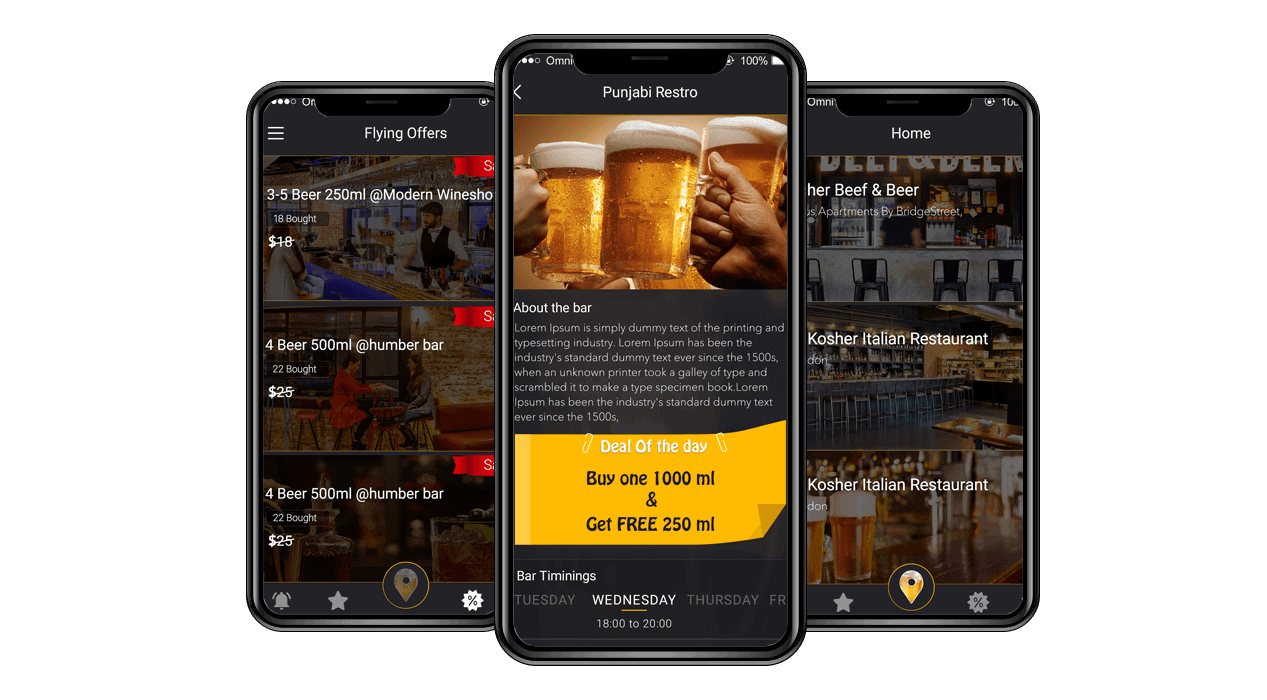 Omni
100%
Flying Offers
3-5 Beer 250ml @Modern Winesho
18 Bought
$18
4 Beer 500ml @humber bar
22 Bought
$25
4 Beer 500ml @humber bar
22 Bought
$25
Punjabi Restro
About the bar
Lorem Ipsum is simply dummy text of the printing and
typesetting industry. Lorem Ipsum has been the
industry's standard dummy text ever since the 1500s,
when an unknown printer took a galley of type and
scrambled it to make a type specimen book.Lorem
Ipsum has been the industry's standard dummy text
ever since the 1500s,
Deal Of the day
Buy one 1000 ml
&
Get FREE 250 ml
Bar Timinings
TUESDAY WEDNESDAY THURSDAY FR
18:00 to 20:00
Omni
Home
BEEF & BEER
her Beef & Beer
us Apartments By BridgeStreet,
Kosher Italian Restaurant
don
Kosher Italian Restaurant
don